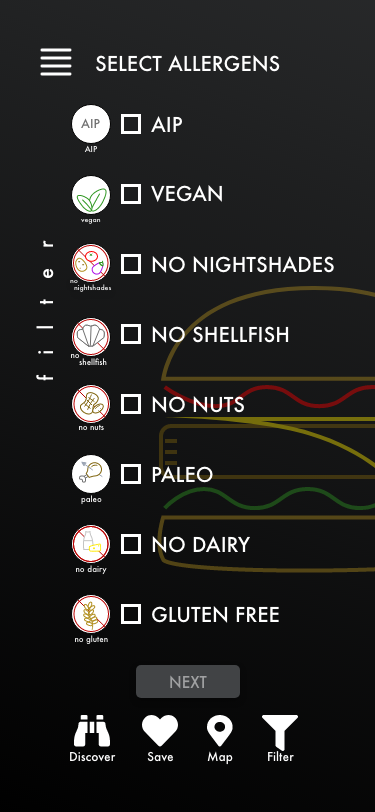 SELECT ALLERGENS
filter
AIP
AIP
AIP
vegan
VEGAN
no
nightshades
NO NIGHTSHADES
no
shellfish
NO SHELLFISH
no nuts
NO NUTS
paleo
PALEO
no dairy
NO DAIRY
no gluten
GLUTEN FREE
NEXT
Discover
Save
Map
Filter